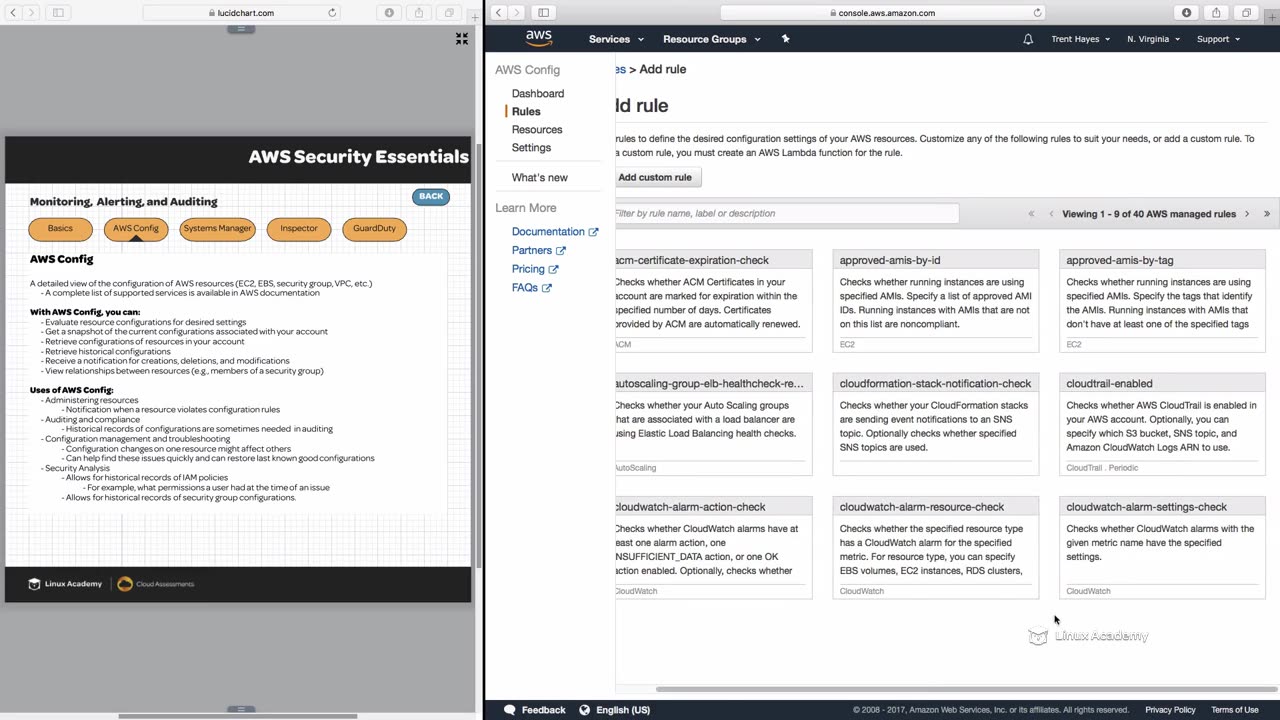 lucidchart.com
AWS Security Essentials
BACK
Monitoring, Alerting, and Auditing
Basics
AWS Config
Systems Manager
Inspector
GuardDuty
AWS Config
A detailed view of the configuration of AWS resources (EC2, EBS, security group, VPC, etc.)
- A complete list of supported services is available in AWS documentation
With AWS Config, you can:
- Evaluate resource configurations for desired settings
- Get a snapshot of the current configurations associated with your account
- Retrieve configurations of resources in your account
- Retrieve historical configurations
- Receive a notification for creations, deletions, and modifications
- View relationships between resources (e.g., members of a security group)
Uses of AWS Config:
- Administering resources
- Notification when a resource violates configuration rules
- Auditing and compliance
- Historical records of configurations are sometimes needed in auditing
- Configuration management and troubleshooting
- Configuration changes on one resource might affect others
- Can help find these issues quickly and can restore last known good configurations
- Security Analysis
- Allows for historical records of IAM policies
- For example, what permissions a user had at the time of an issue
- Allows for historical records of security group configurations.
Linux Academy
Cloud Assessments
console.aws.amazon.com
aws
Services
Resource Groups
Trent Hayes
N. Virginia
Support
AWS Config
Dashboard
Rules
Resources
Settings
What's new
Learn More
Documentation
Partners
Pricing
FAQs
es > Add rule
dd rule
rules to define the desired configuration settings of your AWS resources. Customize any of the following rules to suit your needs, or add a custom rule. To
a custom rule, you must create an AWS Lambda function for the rule.
Add custom rule
Filter by rule name, label or description
« ‹ Viewing 1 - 9 of 40 AWS managed rules › »
acm-certificate-expiration-check
Checks whether ACM Certificates in your
account are marked for expiration within the
specified number of days. Certificates
provided by ACM are automatically renewed.
ACM
approved-amis-by-id
Checks whether running instances are using
specified AMIs. Specify a list of approved AMI
IDs. Running instances with AMIs that are not
on this list are noncompliant.
EC2
approved-amis-by-tag
Checks whether running instances are using
specified AMIs. Specify the tags that identify
the AMIs. Running instances with AMIs that
don't have at least one of the specified tags
EC2
autoscaling-group-elb-healthcheck-re...
Checks whether your Auto Scaling groups
that are associated with a load balancer are
using Elastic Load Balancing health checks.
AutoScaling
cloudformation-stack-notification-check
Checks whether your CloudFormation stacks
are sending event notifications to an SNS
topic. Optionally checks whether specified
SNS topics are used.
cloudtrail-enabled
Checks whether AWS CloudTrail is enabled in
your AWS account. Optionally, you can
specify which S3 bucket, SNS topic, and
Amazon CloudWatch Logs ARN to use.
CloudTrail . Periodic
cloudwatch-alarm-action-check
Checks whether CloudWatch alarms have at
least one alarm action, one
INSUFFICIENT_DATA action, or one OK
action enabled. Optionally, checks whether
CloudWatch
cloudwatch-alarm-resource-check
Checks whether the specified resource type
has a CloudWatch alarm for the specified
metric. For resource type, you can specify
EBS volumes, EC2 instances, RDS clusters,
CloudWatch
cloudwatch-alarm-settings-check
Checks whether CloudWatch alarms with the
given metric name have the specified
settings.
CloudWatch
Linux Academy
Feedback
English (US)
© 2008 - 2017, Amazon Web Services, Inc. or its affiliates. All rights reserved.
Privacy Policy
Terms of Use